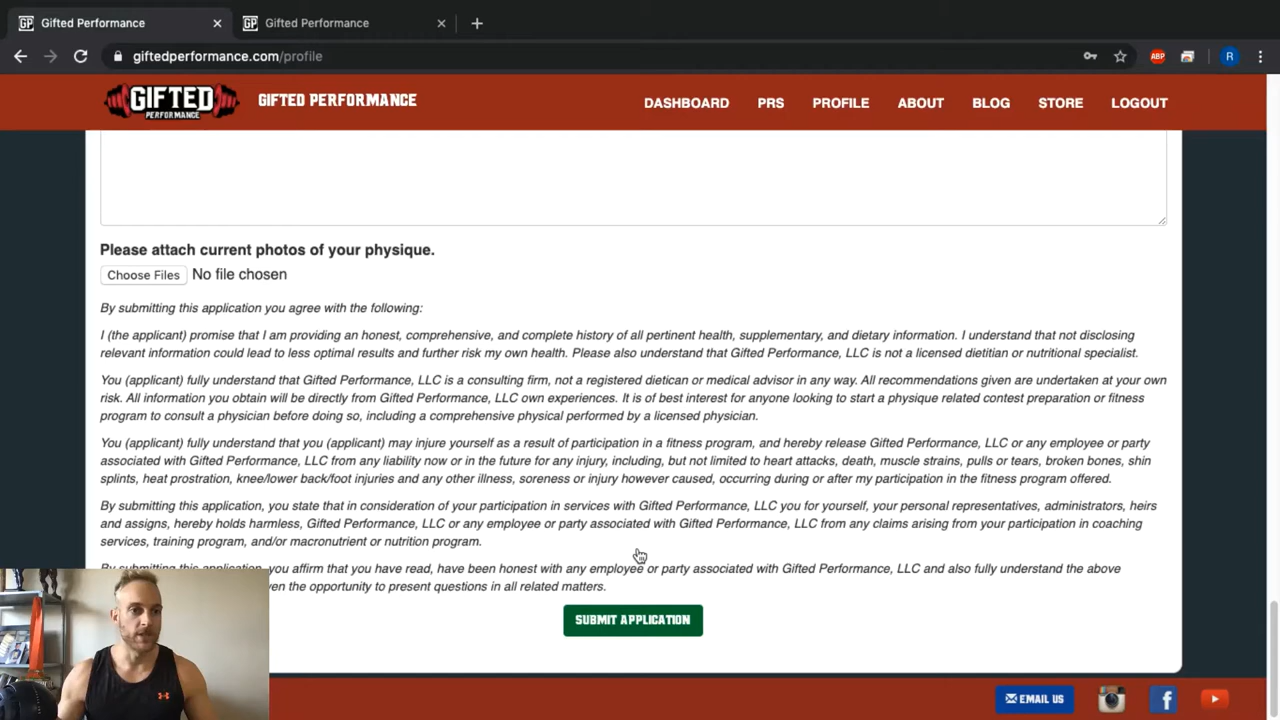 Gifted Performance
Gifted Performance
giftedperformance.com/profile
ABP
R
GIFTED
PERFORMANCE
GIFTED PERFORMANCE
DASHBOARD PRS PROFILE ABOUT BLOG STORE LOGOUT
Please attach current photos of your physique.
Choose Files No file chosen
By submitting this application you agree with the following:
I (the applicant) promise that I am providing an honest, comprehensive, and complete history of all pertinent health, supplementary, and dietary information. I understand that not disclosing
relevant information could lead to less optimal results and further risk my own health. Please also understand that Gifted Performance, LLC is not a licensed dietitian or nutritional specialist.
You (applicant) fully understand that Gifted Performance, LLC is a consulting firm, not a registered dietican or medical advisor in any way. All recommendations given are undertaken at your own
risk. All information you obtain will be directly from Gifted Performance, LLC own experiences. It is of best interest for anyone looking to start a physique related contest preparation or fitness
program to consult a physician before doing so, including a comprehensive physical performed by a licensed physician.
You (applicant) fully understand that you (applicant) may injure yourself as a result of participation in a fitness program, and hereby release Gifted Performance, LLC or any employee or party
associated with Gifted Performance, LLC from any liability now or in the future for any injury, including, but not limited to heart attacks, death, muscle strains, pulls or tears, broken bones, shin
splints, heat prostration, knee/lower back/foot injuries and any other illness, soreness or injury however caused, occurring during or after my participation in the fitness program offered.
By submitting this application, you state that in consideration of your participation in services with Gifted Performance, LLC you for yourself, your personal representatives, administrators, heirs
and assigns, hereby holds harmless, Gifted Performance, LLC or any employee or party associated with Gifted Performance, LLC from any claims arising from your participation in coaching
services, training program, and/or macronutrient or nutrition program.
By submitting this application, you affirm that you have read, have been honest with any employee or party associated with Gifted Performance, LLC and also fully understand the above
the opportunity to present questions in all related matters.
SUBMIT APPLICATION
EMAIL US